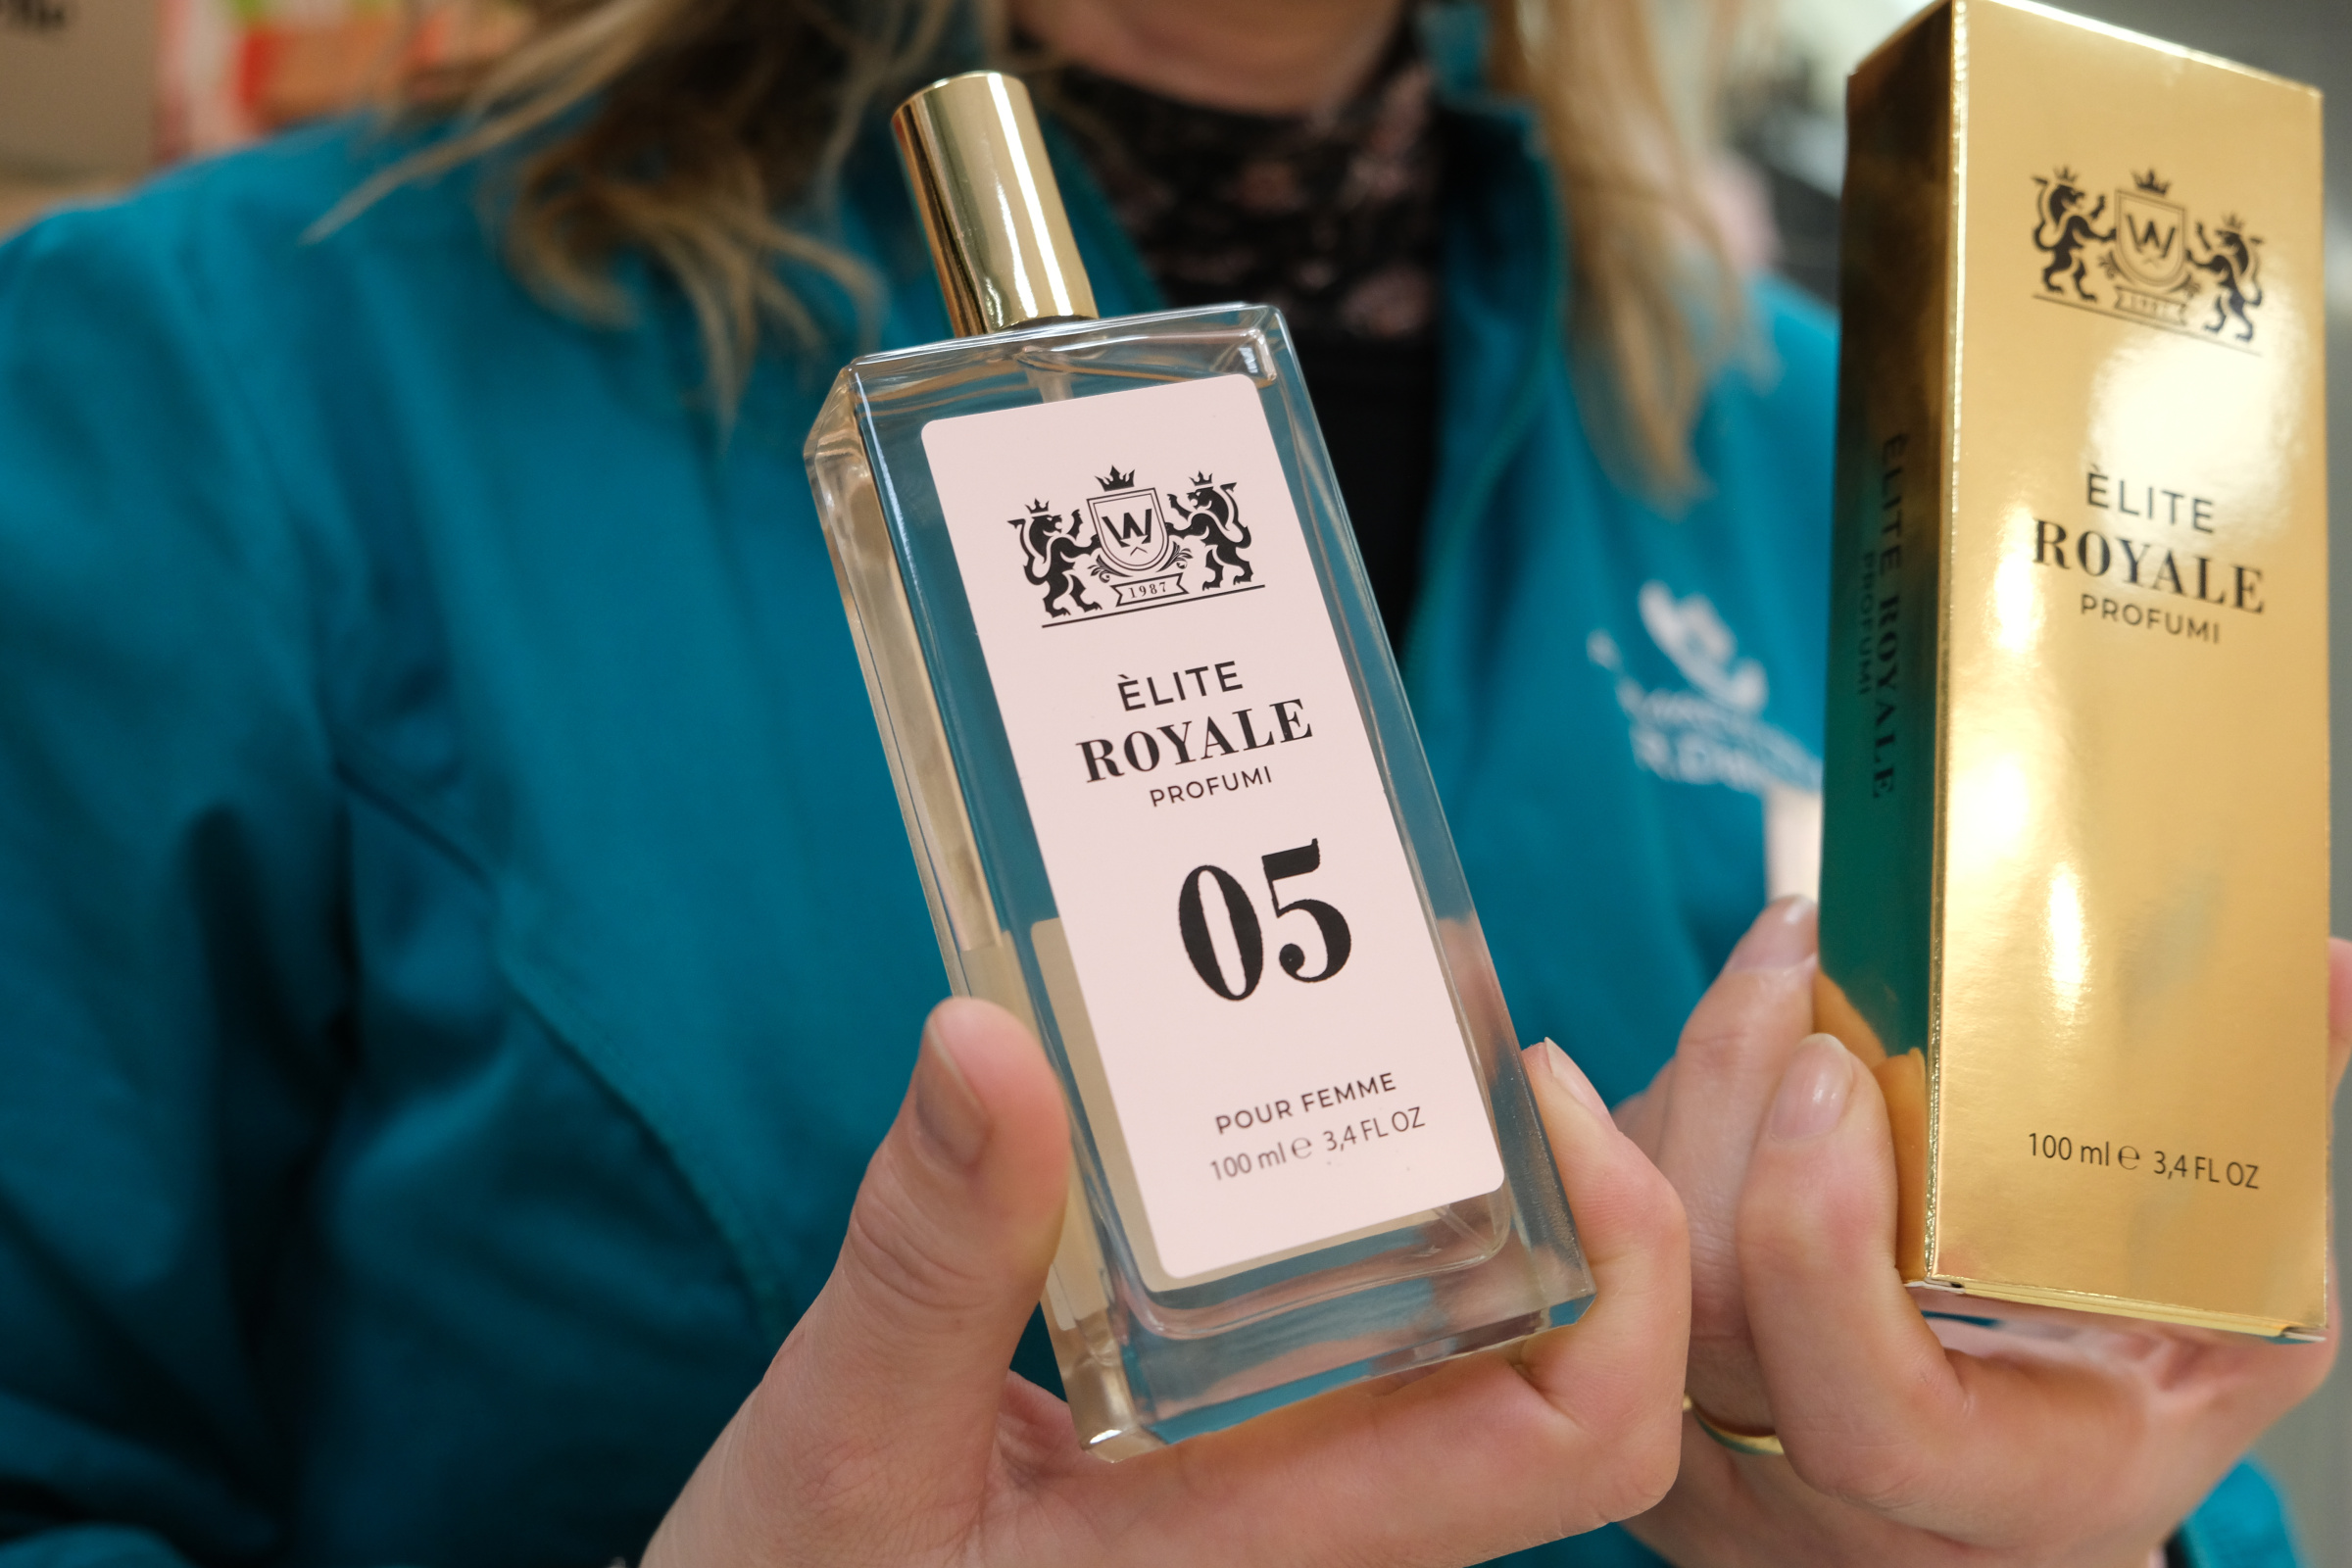 W
1987
ÈLITE
ROYALE
PROFUMI
05
POUR FEMME
100 ml ℮ 3,4 FL OZ
W
1987
ÈLITE
ROYALE
PROFUMI
100 ml ℮ 3,4 FL OZ
ÈLITE ROYALE
PROFUMI